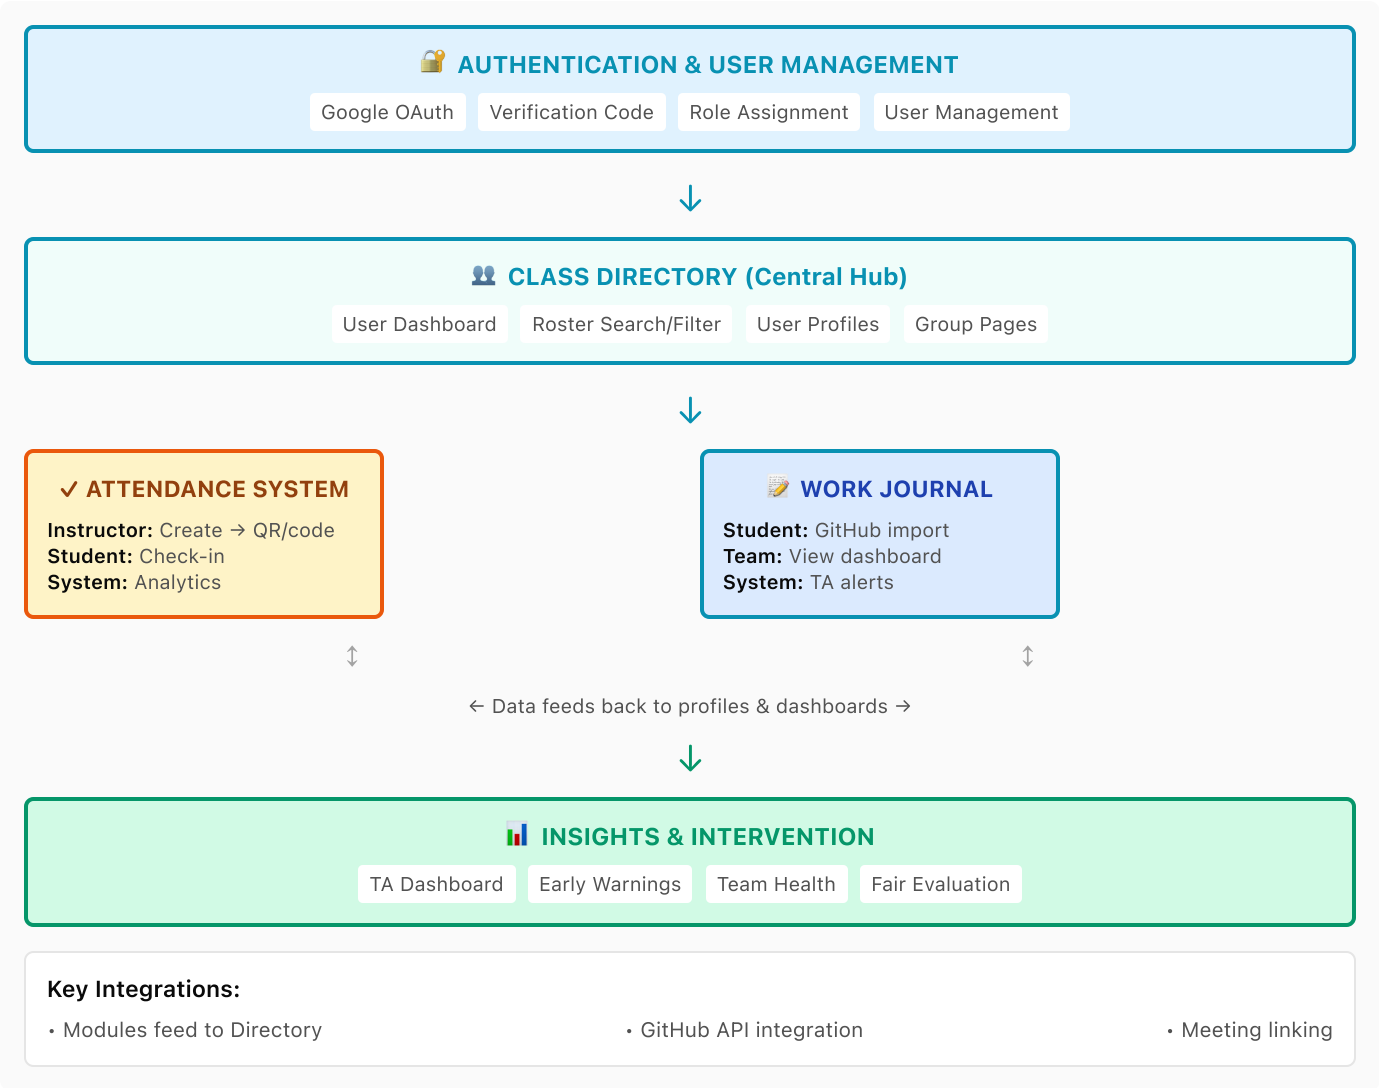 AUTHENTICATION & USER MANAGEMENT
Google OAuth Verification Code Role Assignment User Management
CLASS DIRECTORY (Central Hub)
User Dashboard Roster Search/Filter User Profiles Group Pages
✓ ATTENDANCE SYSTEM
Instructor: Create → QR/code
Student: Check-in
System: Analytics
WORK JOURNAL
Student: GitHub import
Team: View dashboard
System: TA alerts
← Data feeds back to profiles & dashboards →
INSIGHTS & INTERVENTION
TA Dashboard Early Warnings Team Health Fair Evaluation
Key Integrations:
• Modules feed to Directory • GitHub API integration • Meeting linking